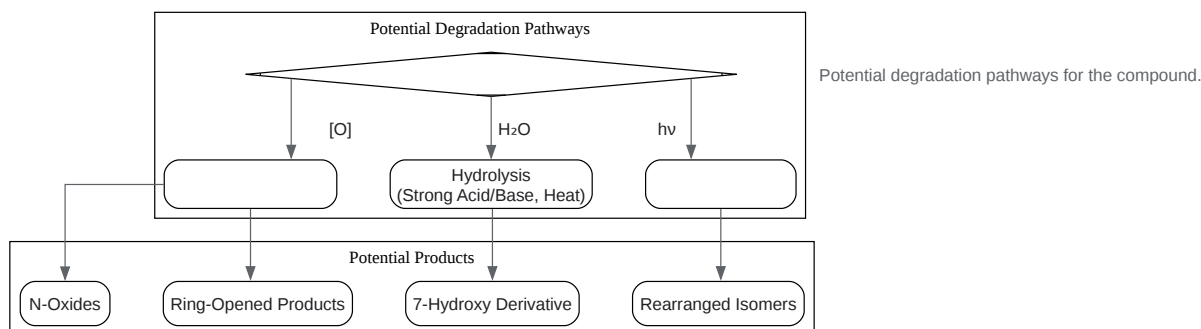 Potential Degradation Pathways
Potential degradation pathways for the compound.
[O]
H₂O
hν
Hydrolysis
(Strong Acid/Base, Heat)
Potential Products
N-Oxides
Ring-Opened Products
7-Hydroxy Derivative
Rearranged Isomers